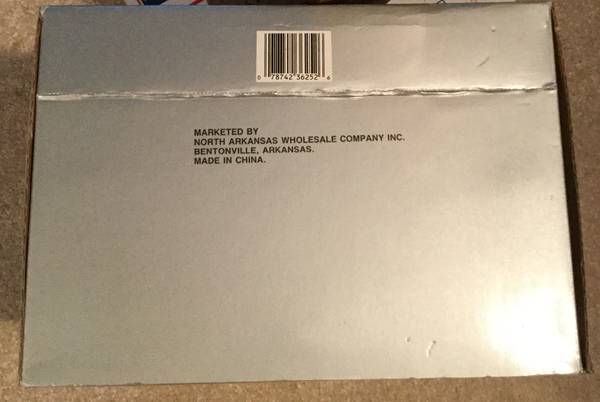 0 78742 36252 6
MARKETED BY
NORTH ARKANSAS WHOLESALE COMPANY INC.
BENTONVILLE, ARKANSAS.
MADE IN CHINA.